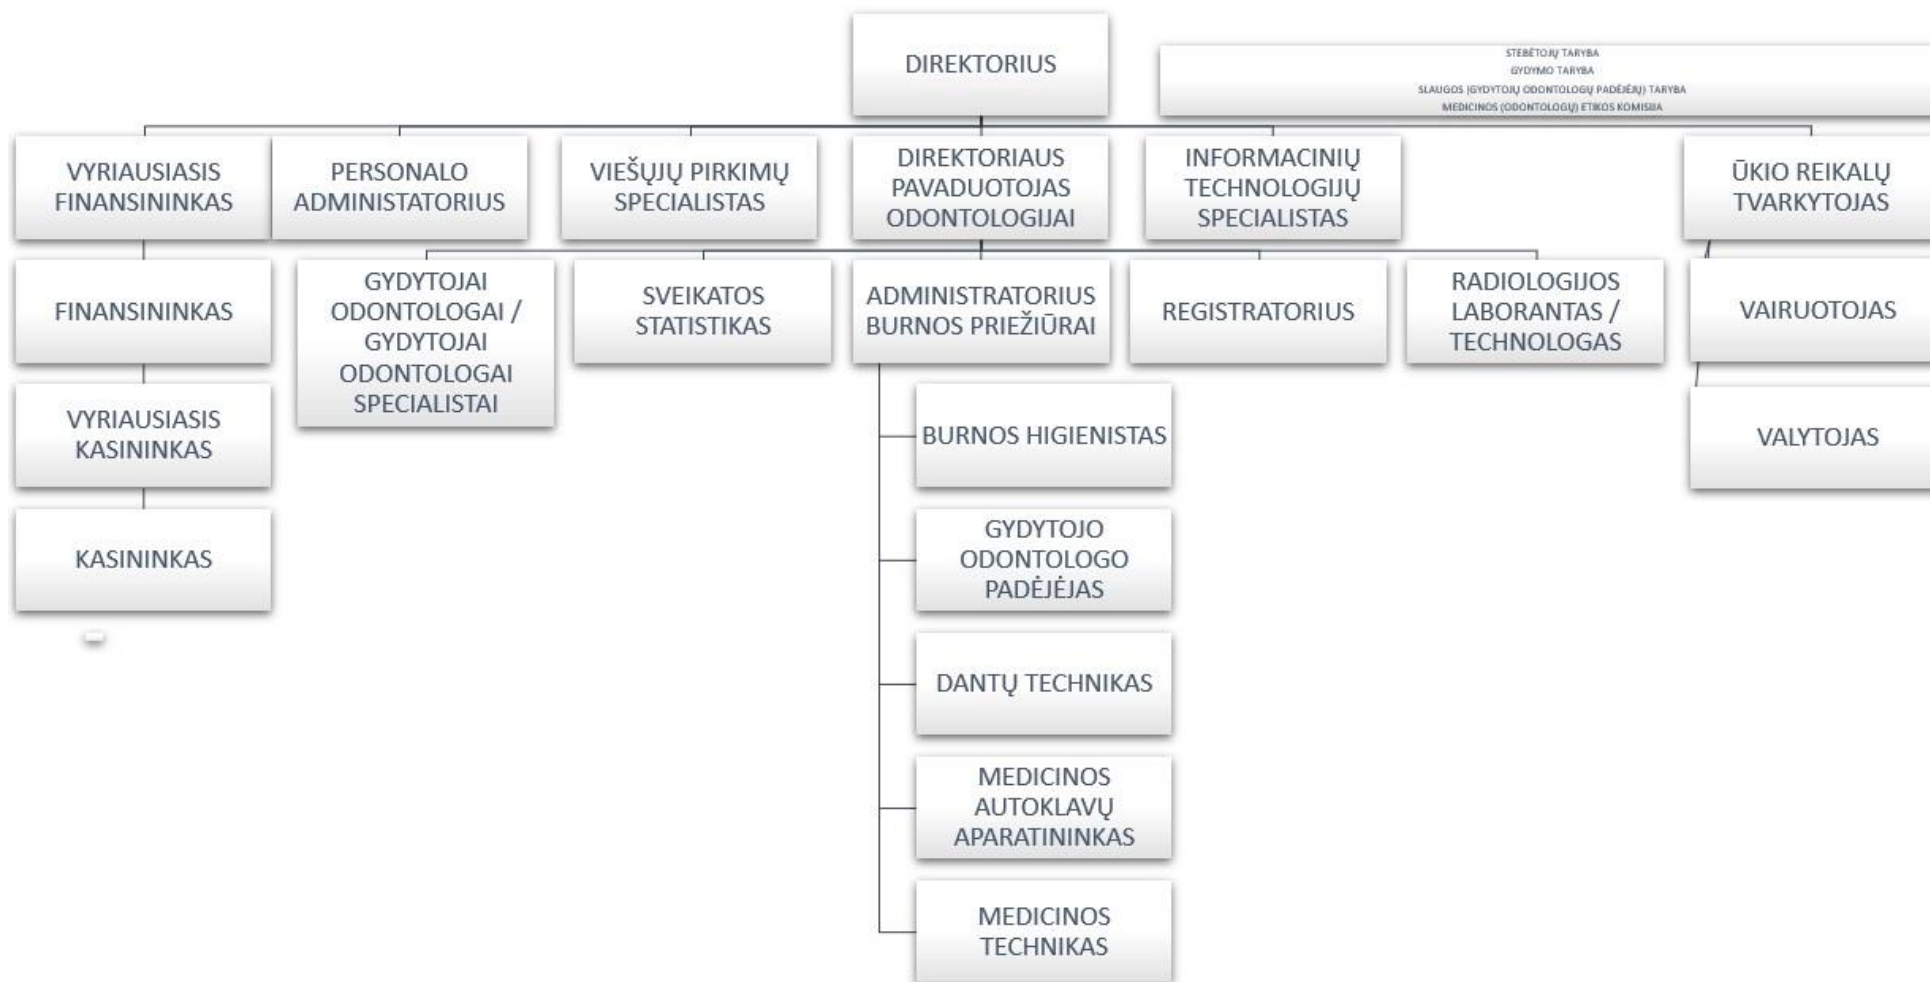 DIREKTORIUS
STEBĖTOJŲ TARYBA
GYDYMO TARYBA
SLAUGOS (GYDYTOJŲ ODONTOLOGŲ PADĖJĖJŲ) TARYBA
MEDICINOS (ODONTOLOGŲ) ETIKOS KOMISIJA
VYRIAUSIASIS
FINANSININKAS
PERSONALO
ADMINISTATORIUS
VIEŠŲJŲ PIRKIMŲ
SPECIALISTAS
DIREKTORIAUS
PAVADUOTOJAS
ODONTOLOGIJAI
INFORMACINIŲ
TECHNOLOGIJŲ
SPECIALISTAS
ŪKIO REIKALŲ
TVARKYTOJAS
FINANSININKAS
GYDYTOJAI
ODONTOLOGAI /
GYDYTOJAI
ODONTOLOGAI
SPECIALISTAI
SVEIKATOS
STATISTIKAS
ADMINISTRATORIUS
BURNOS PRIEŽIŪRAI
REGISTRATORIUS
RADIOLOGIJOS
LABORANTAS /
TECHNOLOGAS
VAIRUOTOJAS
VYRIAUSIASIS
KASININKAS
BURNOS HIGIENISTAS
VALYTOJAS
KASININKAS
GYDYTOJO
ODONTOLOGO
PADĖJĖJAS
DANTŲ TECHNIKAS
MEDICINOS
AUTOKLAVŲ
APARATININKAS
MEDICINOS
TECHNIKAS